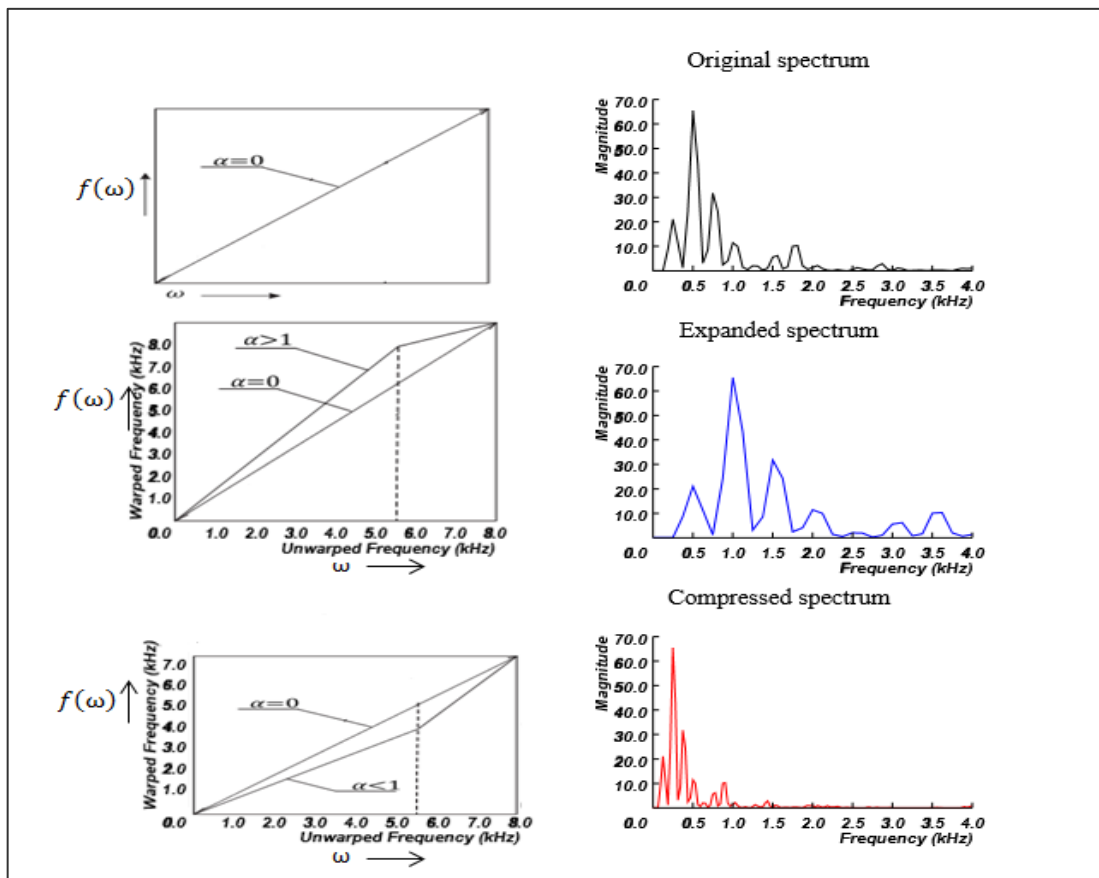 Original spectrum
α=0
f(ω)
ω
Magnitude
70.0
60.0
50.0
40.0
30.0
20.0
10.0
0.0 0.5 1.0 1.5 2.0 2.5 3.0 3.5 4.0
Frequency (kHz)
α>1
α=0
f(ω)
Warped Frequency (kHz)
8.0
7.0
6.0
5.0
4.0
3.0
2.0
1.0
0.0 1.0 2.0 3.0 4.0 5.0 6.0 7.0 8.0
Unwarped Frequency (kHz)
ω
Expanded spectrum
Magnitude
70.0
60.0
50.0
40.0
30.0
20.0
10.0
0.0 0.5 1.0 1.5 2.0 2.5 3.0 3.5 4.0
Frequency (kHz)
α=0
α<1
f(ω)
Warped Frequency (kHz)
7.0
6.0
5.0
4.0
3.0
2.0
1.0
0.0 1.0 2.0 3.0 4.0 5.0 6.0 7.0 8.0
Unwarped Frequency (kHz)
ω
Compressed spectrum
Magnitude
70.0
60.0
50.0
40.0
30.0
20.0
10.0
0.0 0.5 1.0 1.5 2.0 2.5 3.0 3.5 4.0
Frequency (kHz)